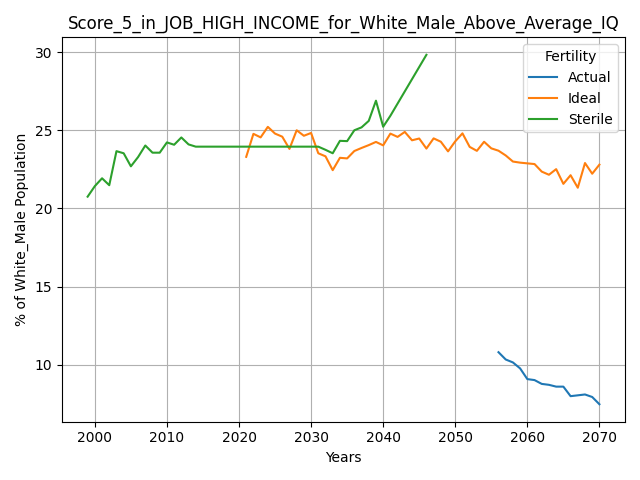 Score_5_in_JOB_HIGH_INCOME_for_White_Male_Above_Average_IQ
Fertility
Actual
Ideal
Sterile
% of White_Male Population
30
25
20
15
10
2000 2010 2020 2030 2040 2050 2060 2070
Years